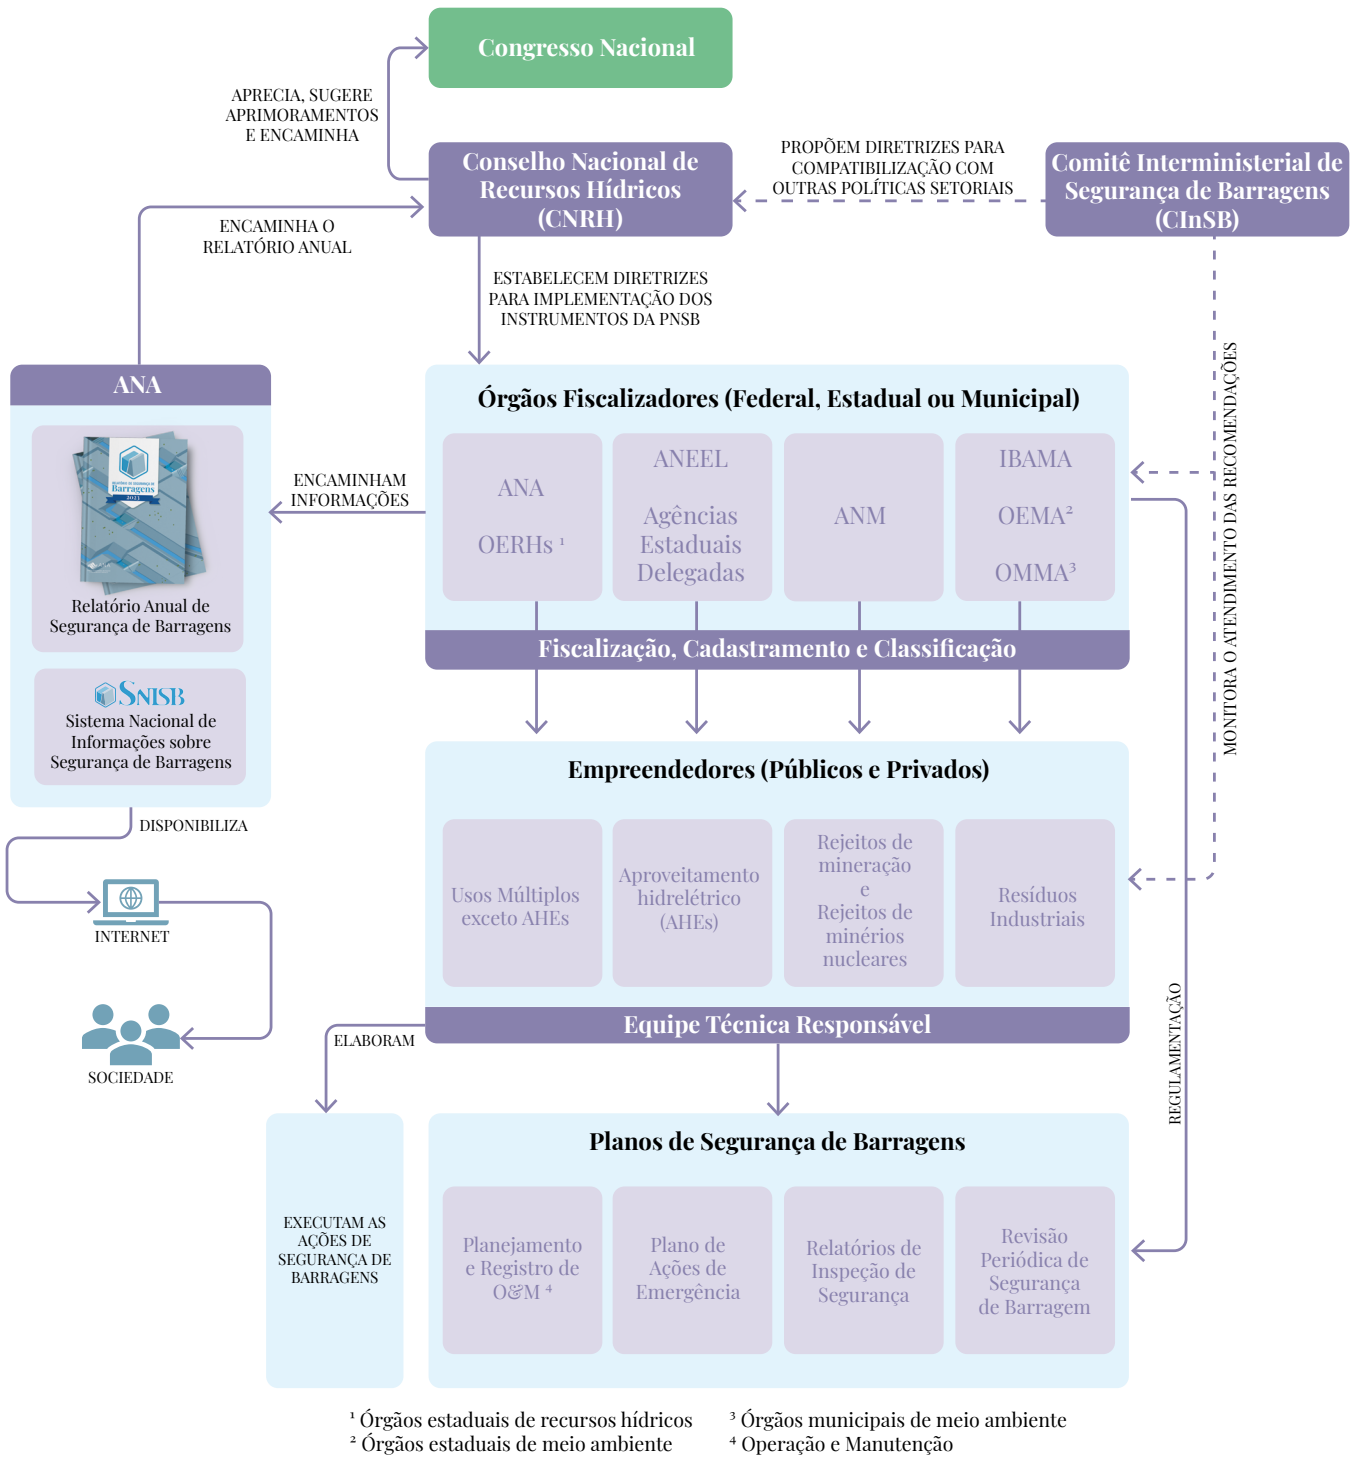 Congresso Nacional
APRECIA, SUGERE
APRIMORAMENTOS
E ENCAMINHA
Conselho Nacional de
Recursos Hídricos
(CNRH)
PROPÕEM DIRETRIZES PARA
COMPATIBILIZAÇÃO COM
OUTRAS POLÍTICAS SETORIAIS
Comitê Interministerial de
Segurança de Barragens
(CInSB)
ENCAMINHA O
RELATÓRIO ANUAL
ESTABELECEM DIRETRIZES
PARA IMPLEMENTAÇÃO DOS
INSTRUMENTOS DA PNSB
MONITORA O ATENDIMENTO DAS RECOMENDAÇÕES
ANA
RELATÓRIO DE SEGURANÇA DE
Barragens
Relatório Anual de
Segurança de Barragens
SNISB
Sistema Nacional de
Informações sobre
Segurança de Barragens
ENCAMINHAM
INFORMAÇÕES
Órgãos Fiscalizadores (Federal, Estadual ou Municipal)
ANA
OERHs ¹
ANEEL
Agências
Estaduais
Delegadas
ANM
IBAMA
OEMA²
OMMA³
Fiscalização, Cadastramento e Classificação
DISPONIBILIZA
INTERNET
SOCIEDADE
Empreendedores (Públicos e Privados)
Usos Múltiplos
exceto AHEs
Aproveitamento
hidrelétrico
(AHEs)
Rejeitos de
mineração
e
Rejeitos de
minérios
nucleares
Resíduos
Industriais
Equipe Técnica Responsável
ELABORAM
REGULAMENTAÇÃO
EXECUTAM AS
AÇÕES DE
SEGURANÇA DE
BARRAGENS
Planos de Segurança de Barragens
Planejamento
e Registro de
O&M ⁴
Plano de
Ações de
Emergência
Relatórios de
Inspeção de
Segurança
Revisão
Periódica de
Segurança
de Barragem
¹ Órgãos estaduais de recursos hídricos
² Órgãos estaduais de meio ambiente
³ Órgãos municipais de meio ambiente
⁴ Operação e Manutenção